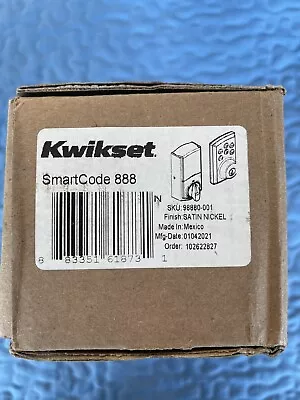 Kwikset
SmartCode 888
N
SKU: 98880-001
Finish: SATIN NICKEL
Made In: Mexico
Mfg-Date: 01042021
Order: 102622827
8 83351 61873 1